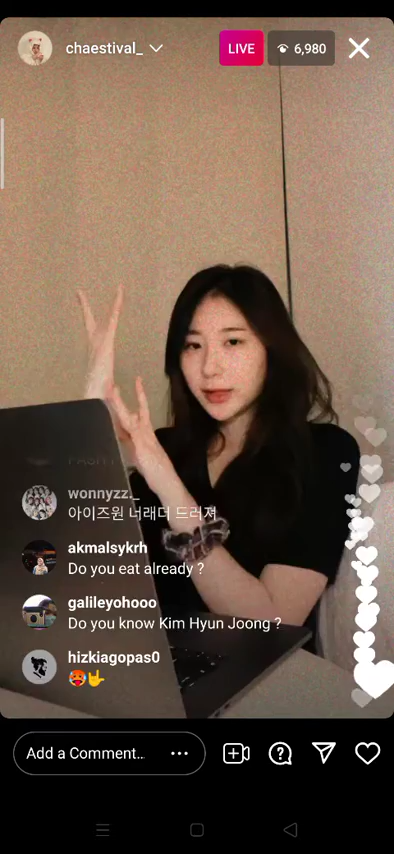 chaestival_
LIVE
6,980
wonnyzz._
아이즈원 너래더 드러져
akmalsykrh
Do you eat already ?
galileyohooo
Do you know Kim Hyun Joong ?
hizkiagopas0
🥵🤟
Add a Comment...